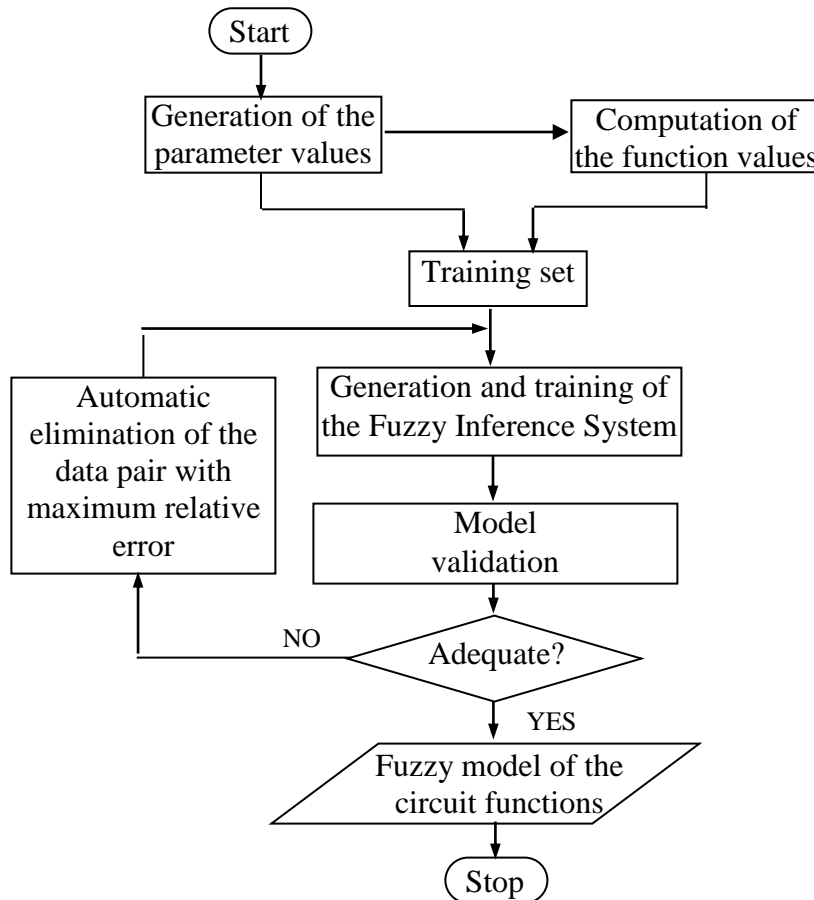 Start
Generation of the
parameter values
Computation of
the function values
Training set
Generation and training of
the Fuzzy Inference System
Automatic
elimination of the
data pair with
maximum relative
error
Model
validation
NO
Adequate?
YES
Fuzzy model of the
circuit functions
Stop